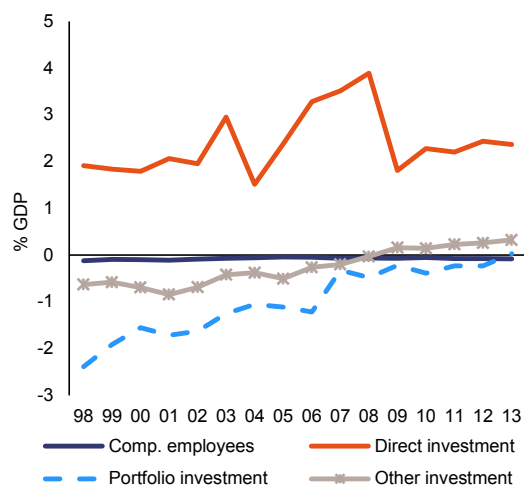 5
4
3
2
1
0
-1
-2
-3
% GDP
98 99 00 01 02 03 04 05 06 07 08 09 10 11 12 13
Comp. employees Direct investment
Portfolio investment Other investment